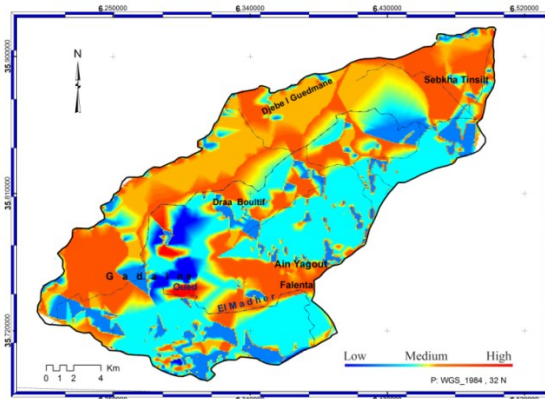 6.250000 6.340000 6.430000 6.520000
35.900000
N
Sebkha Tinsilt
Djebe l Guedmane
35.810000
Draa Boultif
Ain Yagout
G a d
Falenta
Oued
El Madher
35.720000
Low Medium High
0 1 2 4
Km
P: WGS_1984 , 32 N